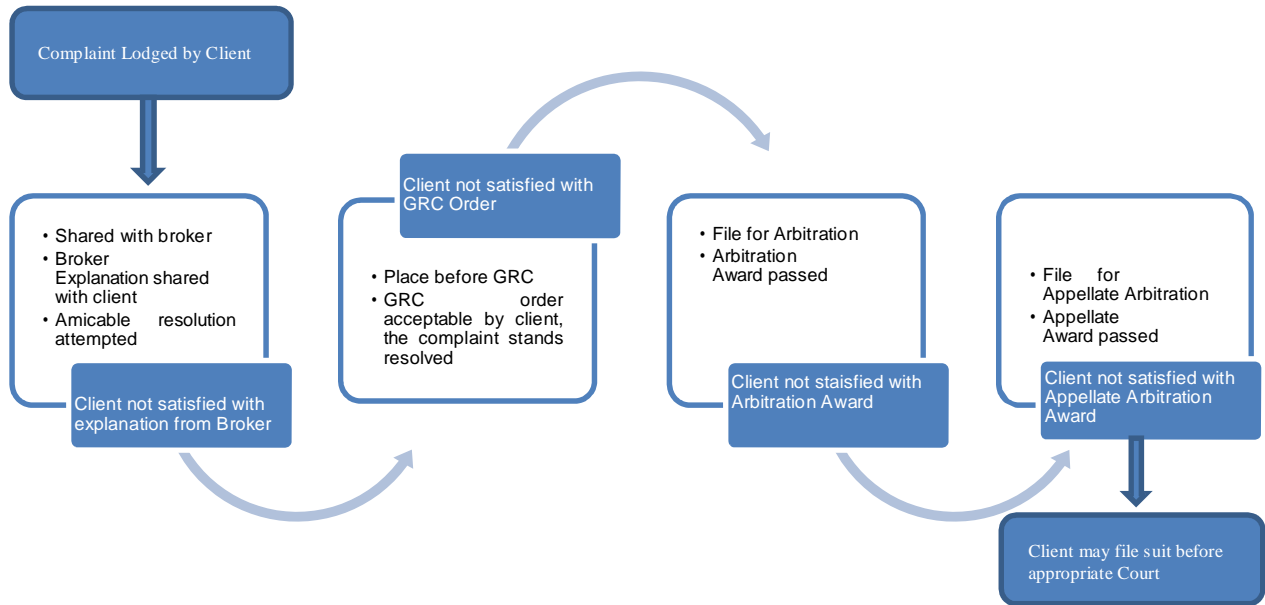 Complaint Lodged by Client
• Shared with broker
• Broker
Explanation shared
with client
• Amicable resolution
attempted
Client not satisfied with
explanation from Broker
Client not satisfied with
GRC Order
• Place before GRC
• GRC order
acceptable by client,
the complaint stands
resolved
• File for Arbitration
• Arbitration
Award passed
Client not staisfied with
Arbitration Award
• File for
Appellate Arbitration
• Appellate
Award passed
Client not satisfied with
Appellate Arbitration
Award
Client may file suit before
appropriate Court